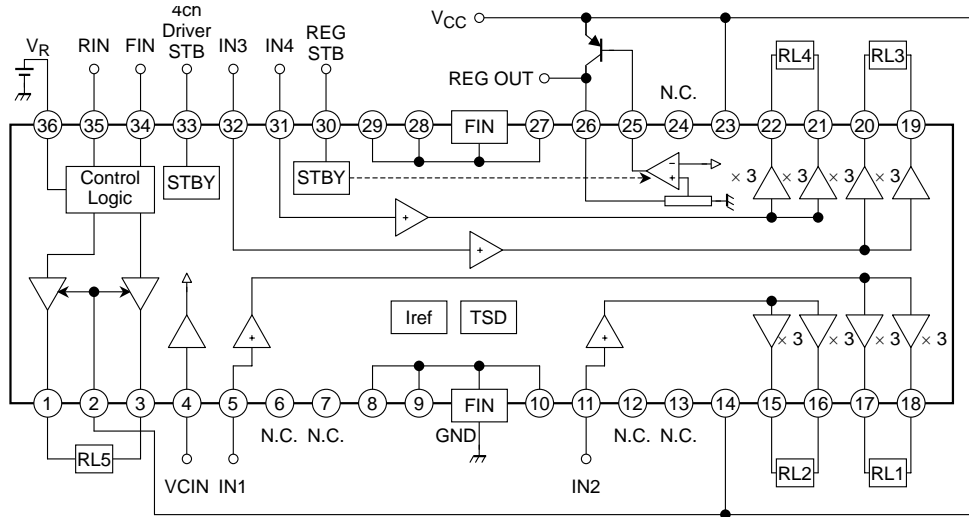 4ch
Driver
STB
REG
STB
VR
RIN
FIN
IN3
IN4
VCC
REG OUT
N.C.
RL4
RL3
36
35
34
33
32
31
30
29
28
FIN
27
26
25
24
23
22
21
20
19
Control
Logic
STBY
STBY
× 3
× 3
× 3
× 3
−
+
+
+
Iref
TSD
+
+
× 3
× 3
× 3
× 3
1
2
3
4
5
6
7
8
9
FIN
10
11
12
13
14
15
16
17
18
N.C.
N.C.
GND
N.C.
N.C.
RL5
VCIN
IN1
IN2
RL2
RL1